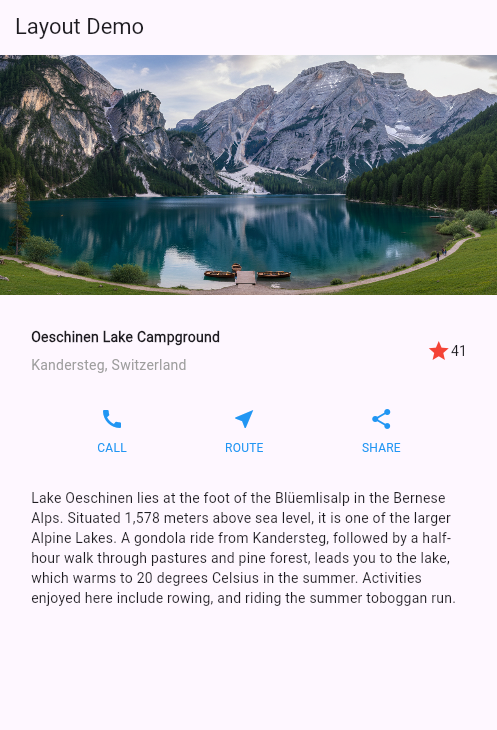 Layout Demo
Oeschinen Lake Campground
Kandersteg, Switzerland
41
CALL
ROUTE
SHARE
Lake Oeschinen lies at the foot of the Blüemlisalp in the Bernese
Alps. Situated 1,578 meters above sea level, it is one of the larger
Alpine Lakes. A gondola ride from Kandersteg, followed by a half-
hour walk through pastures and pine forest, leads you to the lake,
which warms to 20 degrees Celsius in the summer. Activities
enjoyed here include rowing, and riding the summer toboggan run.